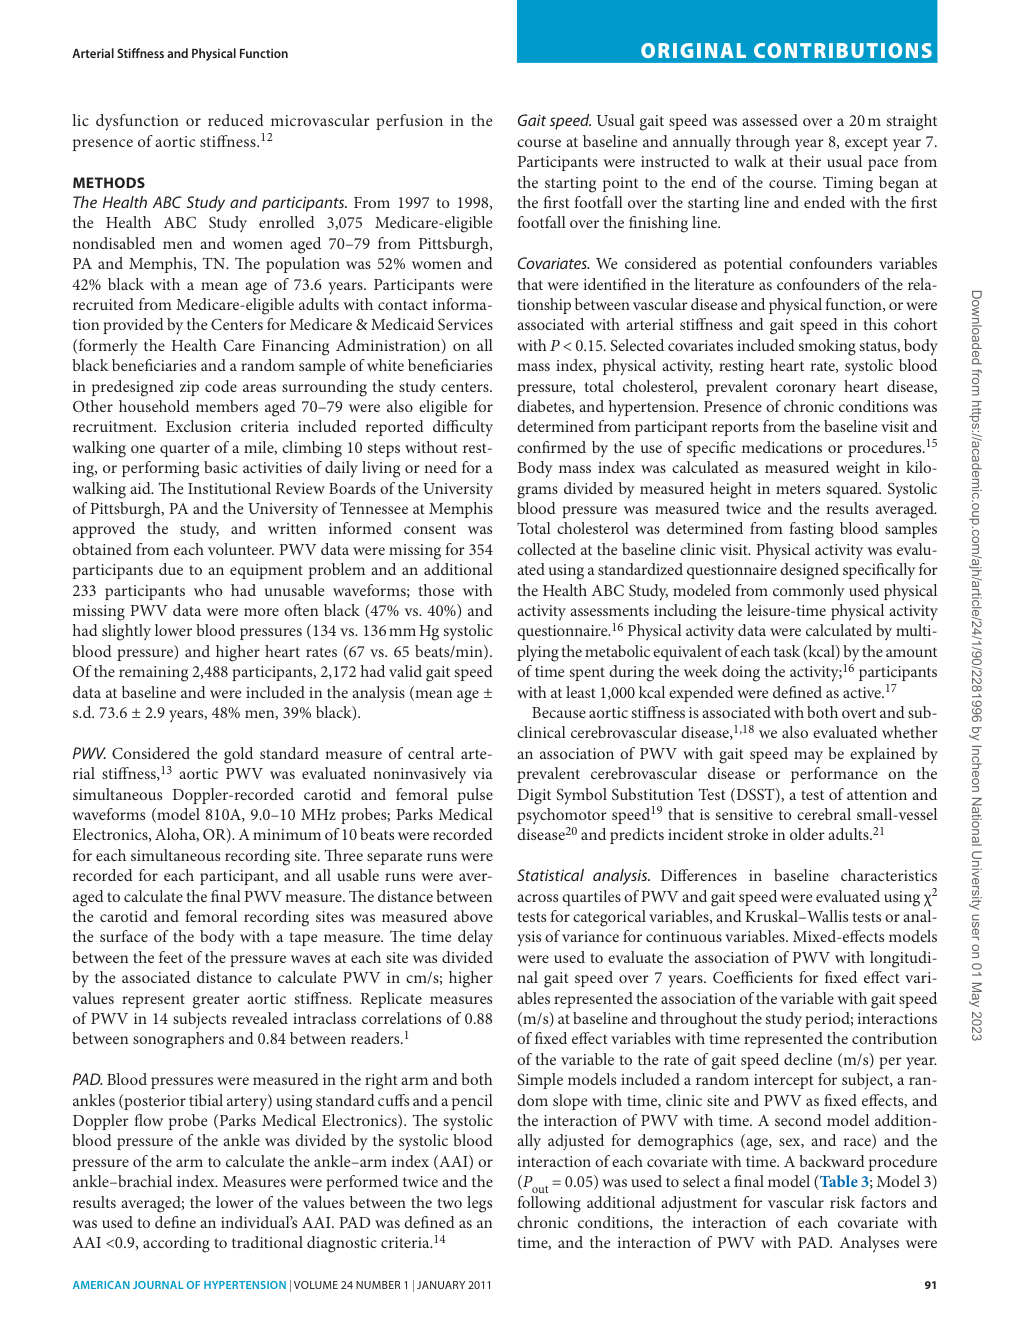 Arterial Stiffness and Physical Function
ORIGINAL CONTRIBUTIONS
lic dysfunction or reduced microvascular perfusion in the
presence of aortic stiffness.12
METHODS
The Health ABC Study and participants. From 1997 to 1998,
the Health ABC Study enrolled 3,075 Medicare-eligible
nondisabled men and women aged 70–79 from Pittsburgh,
PA and Memphis, TN. The population was 52% women and
42% black with a mean age of 73.6 years. Participants were
recruited from Medicare-eligible adults with contact informa-
tion provided by the Centers for Medicare & Medicaid Services
(formerly the Health Care Financing Administration) on all
black beneficiaries and a random sample of white beneficiaries
in predesigned zip code areas surrounding the study centers.
Other household members aged 70–79 were also eligible for
recruitment. Exclusion criteria included reported difficulty
walking one quarter of a mile, climbing 10 steps without rest-
ing, or performing basic activities of daily living or need for a
walking aid. The Institutional Review Boards of the University
of Pittsburgh, PA and the University of Tennessee at Memphis
approved the study, and written informed consent was
obtained from each volunteer. PWV data were missing for 354
participants due to an equipment problem and an additional
233 participants who had unusable waveforms; those with
missing PWV data were more often black (47% vs. 40%) and
had slightly lower blood pressures (134 vs. 136 mm Hg systolic
blood pressure) and higher heart rates (67 vs. 65 beats/min).
Of the remaining 2,488 participants, 2,172 had valid gait speed
data at baseline and were included in the analysis (mean age ±
s.d. 73.6 ± 2.9 years, 48% men, 39% black).
PWV. Considered the gold standard measure of central arte-
rial stiffness,13 aortic PWV was evaluated noninvasively via
simultaneous Doppler-recorded carotid and femoral pulse
waveforms (model 810A, 9.0–10 MHz probes; Parks Medical
Electronics, Aloha, OR). A minimum of 10 beats were recorded
for each simultaneous recording site. Three separate runs were
recorded for each participant, and all usable runs were aver-
aged to calculate the final PWV measure. The distance between
the carotid and femoral recording sites was measured above
the surface of the body with a tape measure. The time delay
between the feet of the pressure waves at each site was divided
by the associated distance to calculate PWV in cm/s; higher
values represent greater aortic stiffness. Replicate measures
of PWV in 14 subjects revealed intraclass correlations of 0.88
between sonographers and 0.84 between readers.1
PAD. Blood pressures were measured in the right arm and both
ankles (posterior tibial artery) using standard cuffs and a pencil
Doppler flow probe (Parks Medical Electronics). The systolic
blood pressure of the ankle was divided by the systolic blood
pressure of the arm to calculate the ankle–arm index (AAI) or
ankle–brachial index. Measures were performed twice and the
results averaged; the lower of the values between the two legs
was used to define an individual's AAI. PAD was defined as an
AAI <0.9, according to traditional diagnostic criteria.14
Gait speed. Usual gait speed was assessed over a 20 m straight
course at baseline and annually through year 8, except year 7.
Participants were instructed to walk at their usual pace from
the starting point to the end of the course. Timing began at
the first footfall over the starting line and ended with the first
footfall over the finishing line.
Covariates. We considered as potential confounders variables
that were identified in the literature as confounders of the rela-
tionship between vascular disease and physical function, or were
associated with arterial stiffness and gait speed in this cohort
with P < 0.15. Selected covariates included smoking status, body
mass index, physical activity, resting heart rate, systolic blood
pressure, total cholesterol, prevalent coronary heart disease,
diabetes, and hypertension. Presence of chronic conditions was
determined from participant reports from the baseline visit and
confirmed by the use of specific medications or procedures.15
Body mass index was calculated as measured weight in kilo-
grams divided by measured height in meters squared. Systolic
blood pressure was measured twice and the results averaged.
Total cholesterol was determined from fasting blood samples
collected at the baseline clinic visit. Physical activity was evalu-
ated using a standardized questionnaire designed specifically for
the Health ABC Study, modeled from commonly used physical
activity assessments including the leisure-time physical activity
questionnaire.16 Physical activity data were calculated by multi-
plying the metabolic equivalent of each task (kcal) by the amount
of time spent during the week doing the activity;16 participants
with at least 1,000 kcal expended were defined as active.17
Because aortic stiffness is associated with both overt and sub-
clinical cerebrovascular disease,1,18 we also evaluated whether
an association of PWV with gait speed may be explained by
prevalent cerebrovascular disease or performance on the
Digit Symbol Substitution Test (DSST), a test of attention and
psychomotor speed19 that is sensitive to cerebral small-vessel
disease20 and predicts incident stroke in older adults.21
Statistical analysis. Differences in baseline characteristics
across quartiles of PWV and gait speed were evaluated using χ2
tests for categorical variables, and Kruskal–Wallis tests or anal-
ysis of variance for continuous variables. Mixed-effects models
were used to evaluate the association of PWV with longitudi-
nal gait speed over 7 years. Coefficients for fixed effect vari-
ables represented the association of the variable with gait speed
(m/s) at baseline and throughout the study period; interactions
of fixed effect variables with time represented the contribution
of the variable to the rate of gait speed decline (m/s) per year.
Simple models included a random intercept for subject, a ran-
dom slope with time, clinic site and PWV as fixed effects, and
the interaction of PWV with time. A second model addition-
ally adjusted for demographics (age, sex, and race) and the
interaction of each covariate with time. A backward procedure
(Pout = 0.05) was used to select a final model (Table 3; Model 3)
following additional adjustment for vascular risk factors and
chronic conditions, the interaction of each covariate with
time, and the interaction of PWV with PAD. Analyses were
Downloaded from https://academic.oup.com/ajh/article/24/1/90/2281996 by Incheon National University user on 01 May 2023
AMERICAN JOURNAL OF HYPERTENSION | VOLUME 24 NUMBER 1 | JANUARY 2011
91